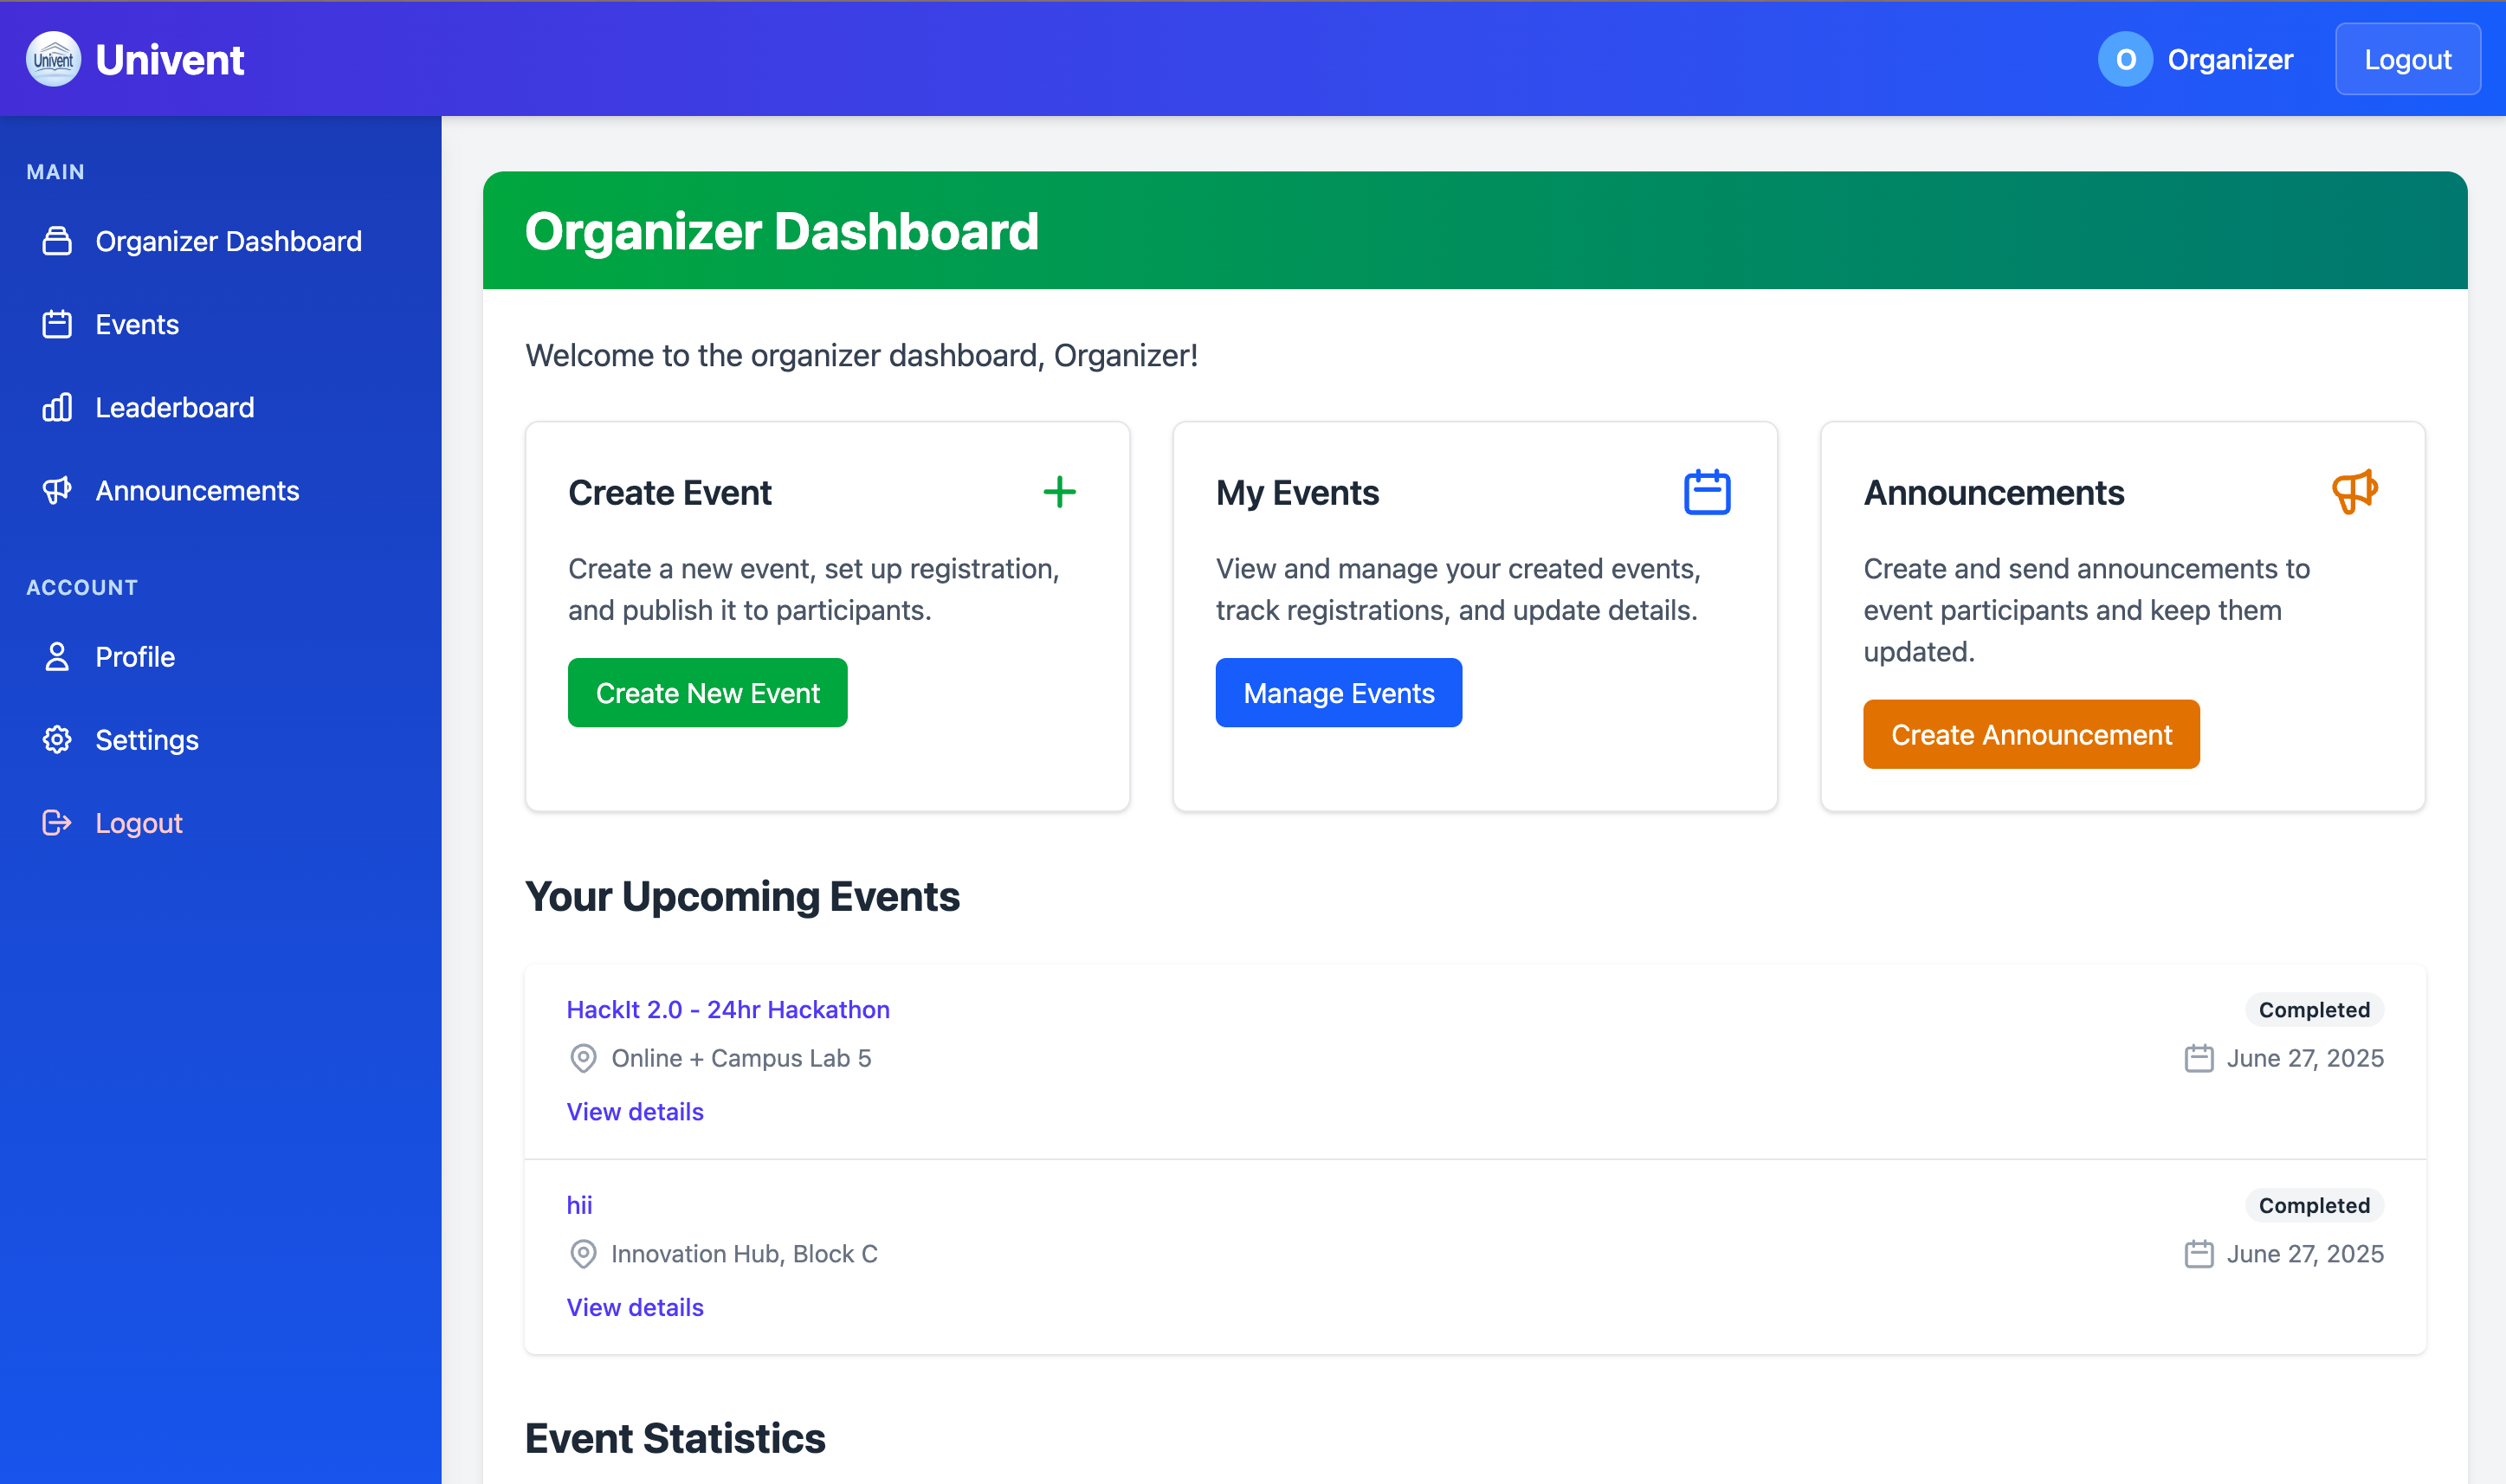 Univent
Univent
O
Organizer
Logout
MAIN
Organizer Dashboard
Events
Leaderboard
Announcements
ACCOUNT
Profile
Settings
Logout
Organizer Dashboard
Welcome to the organizer dashboard, Organizer!
Create Event
Create a new event, set up registration,
and publish it to participants.
Create New Event
My Events
View and manage your created events,
track registrations, and update details.
Manage Events
Announcements
Create and send announcements to
event participants and keep them
updated.
Create Announcement
Your Upcoming Events
HackIt 2.0 - 24hr Hackathon
Completed
Online + Campus Lab 5
June 27, 2025
View details
hii
Completed
Innovation Hub, Block C
June 27, 2025
View details
Event Statistics